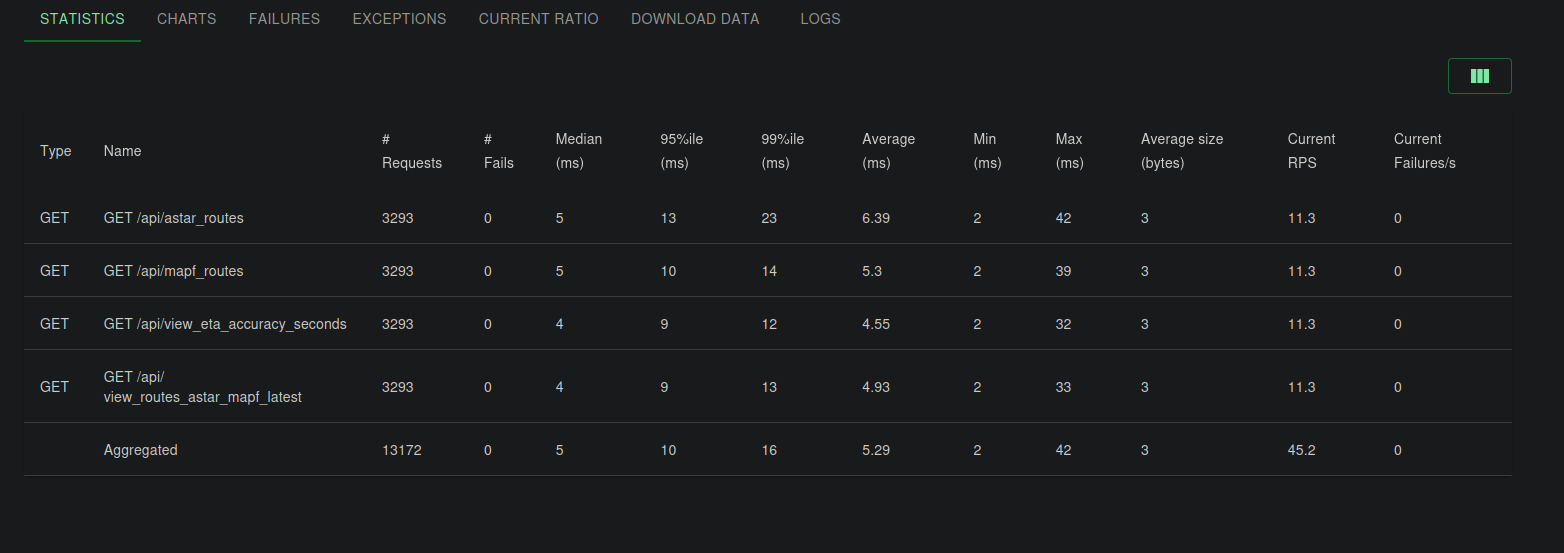 STATISTICS CHARTS FAILURES EXCEPTIONS CURRENT RATIO DOWNLOAD DATA LOGS
Type Name # Requests # Fails Median (ms) 95%ile (ms) 99%ile (ms) Average (ms) Min (ms) Max (ms) Average size (bytes) Current RPS Current Failures/s
GET GET /api/astar_routes 3293 0 5 13 23 6.39 2 42 3 11.3 0
GET GET /api/mapf_routes 3293 0 5 10 14 5.3 2 39 3 11.3 0
GET GET /api/view_eta_accuracy_seconds 3293 0 4 9 12 4.55 2 32 3 11.3 0
GET GET /api/view_routes_astar_mapf_latest 3293 0 4 9 13 4.93 2 33 3 11.3 0
Aggregated 13172 0 5 10 16 5.29 2 42 3 45.2 0